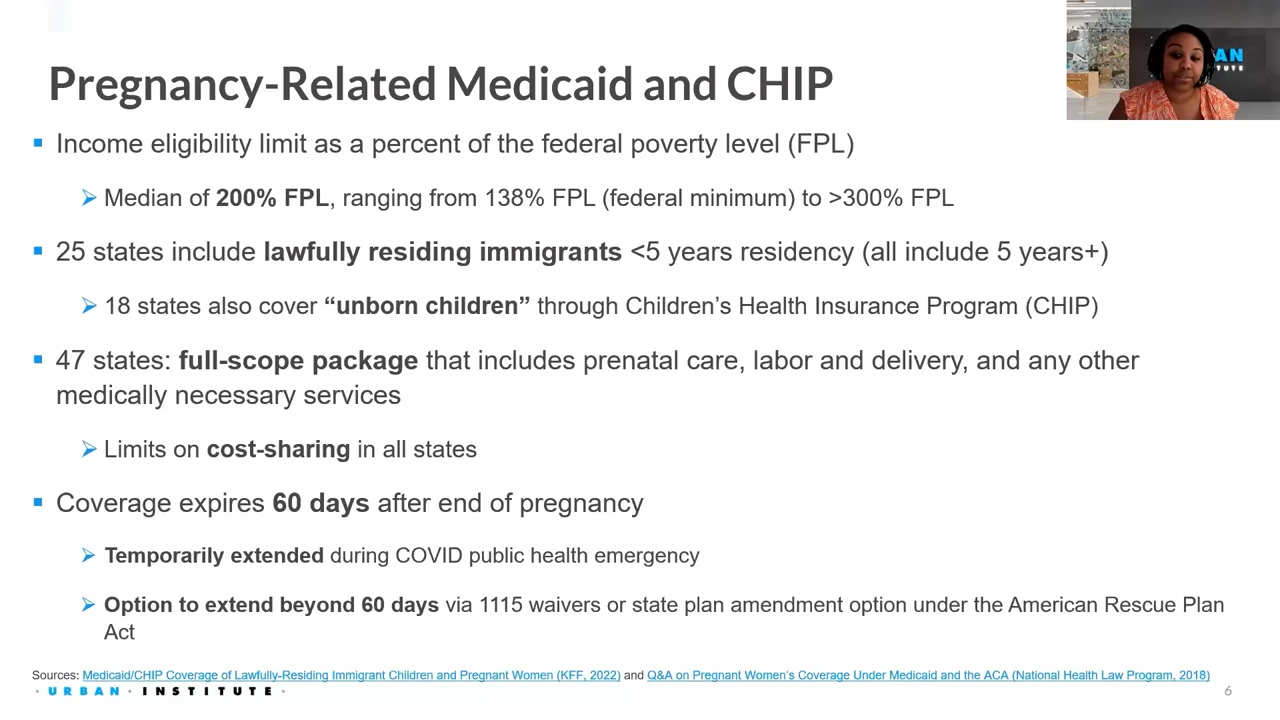 Pregnancy-Related Medicaid and CHIP
▪ Income eligibility limit as a percent of the federal poverty level (FPL)
➢ Median of 200% FPL, ranging from 138% FPL (federal minimum) to >300% FPL
▪ 25 states include lawfully residing immigrants <5 years residency (all include 5 years+)
➢ 18 states also cover “unborn children” through Children’s Health Insurance Program (CHIP)
▪ 47 states: full-scope package that includes prenatal care, labor and delivery, and any other
medically necessary services
➢ Limits on cost-sharing in all states
▪ Coverage expires 60 days after end of pregnancy
➢ Temporarily extended during COVID public health emergency
➢ Option to extend beyond 60 days via 1115 waivers or state plan amendment option under the American Rescue Plan
Act
Sources: Medicaid/CHIP Coverage of Lawfully-Residing Immigrant Children and Pregnant Women (KFF, 2022) and Q&A on Pregnant Women’s Coverage Under Medicaid and the ACA (National Health Law Program, 2018)
· URBAN · INSTITUTE ·
6